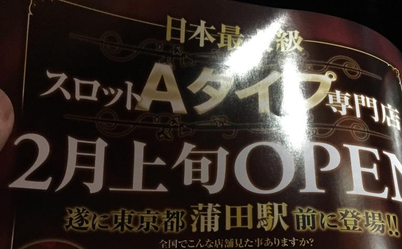 日本最 級
スロットAタイプ専門店
2月上旬OPEN
遂に東京都 蒲田駅 前に登場!!
全国でこんな店舗見た事ありますか?